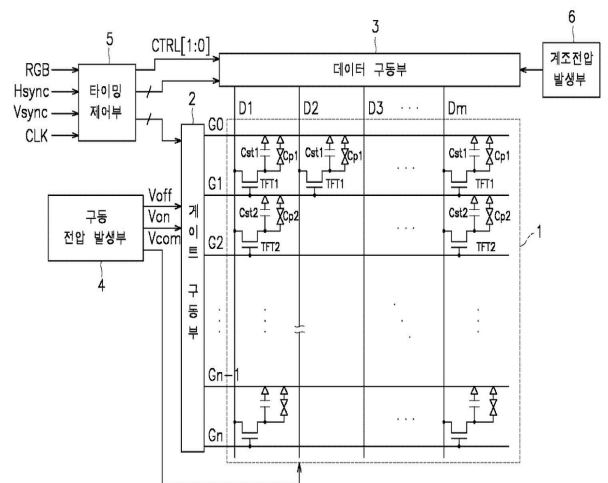 5
CTRL[1:0]
3
6
RGB
Hsync
Vsync
CLK
타이밍
제어부
데이터 구동부
계조전압
발생부
2
D1 D2 D3 ··· Dm
G0
Cst1 Cp1 Cst1 Cp1 Cst1 Cp1
TFT1 TFT1 TFT1
G1
Cst2 Cp2 Cst2 Cp2
TFT2 TFT2
G2
구동
전압 발생부
4
Voff
Von
Vcom
게이트 구동부
1
Gn-1
Gn